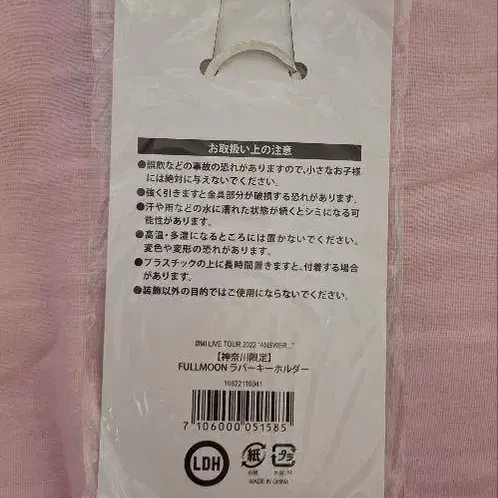 お取扱い上の注意
●誤飲などの事故の恐れがありますので、小さなお子様
には絶対に与えないでください。
●強く引きますと金具部分が破損する恐れがあります。
●汗や雨などの水に濡れた状態が続くとシミになる可
能性があります。
●高温・多湿になるところには置かないでください。
変色や変形の恐れがあります。
●プラスチックの上に長時間置きますと、付着する場合
があります。
●装飾以外の目的ではご使用にならないでください。
ØMI LIVE TOUR 2022 "ANSWER..."
【神奈川限定】
FULLMOON ラバーキーホルダー
7 106000 051585
LDH
紙
プラ
MADE IN CHINA